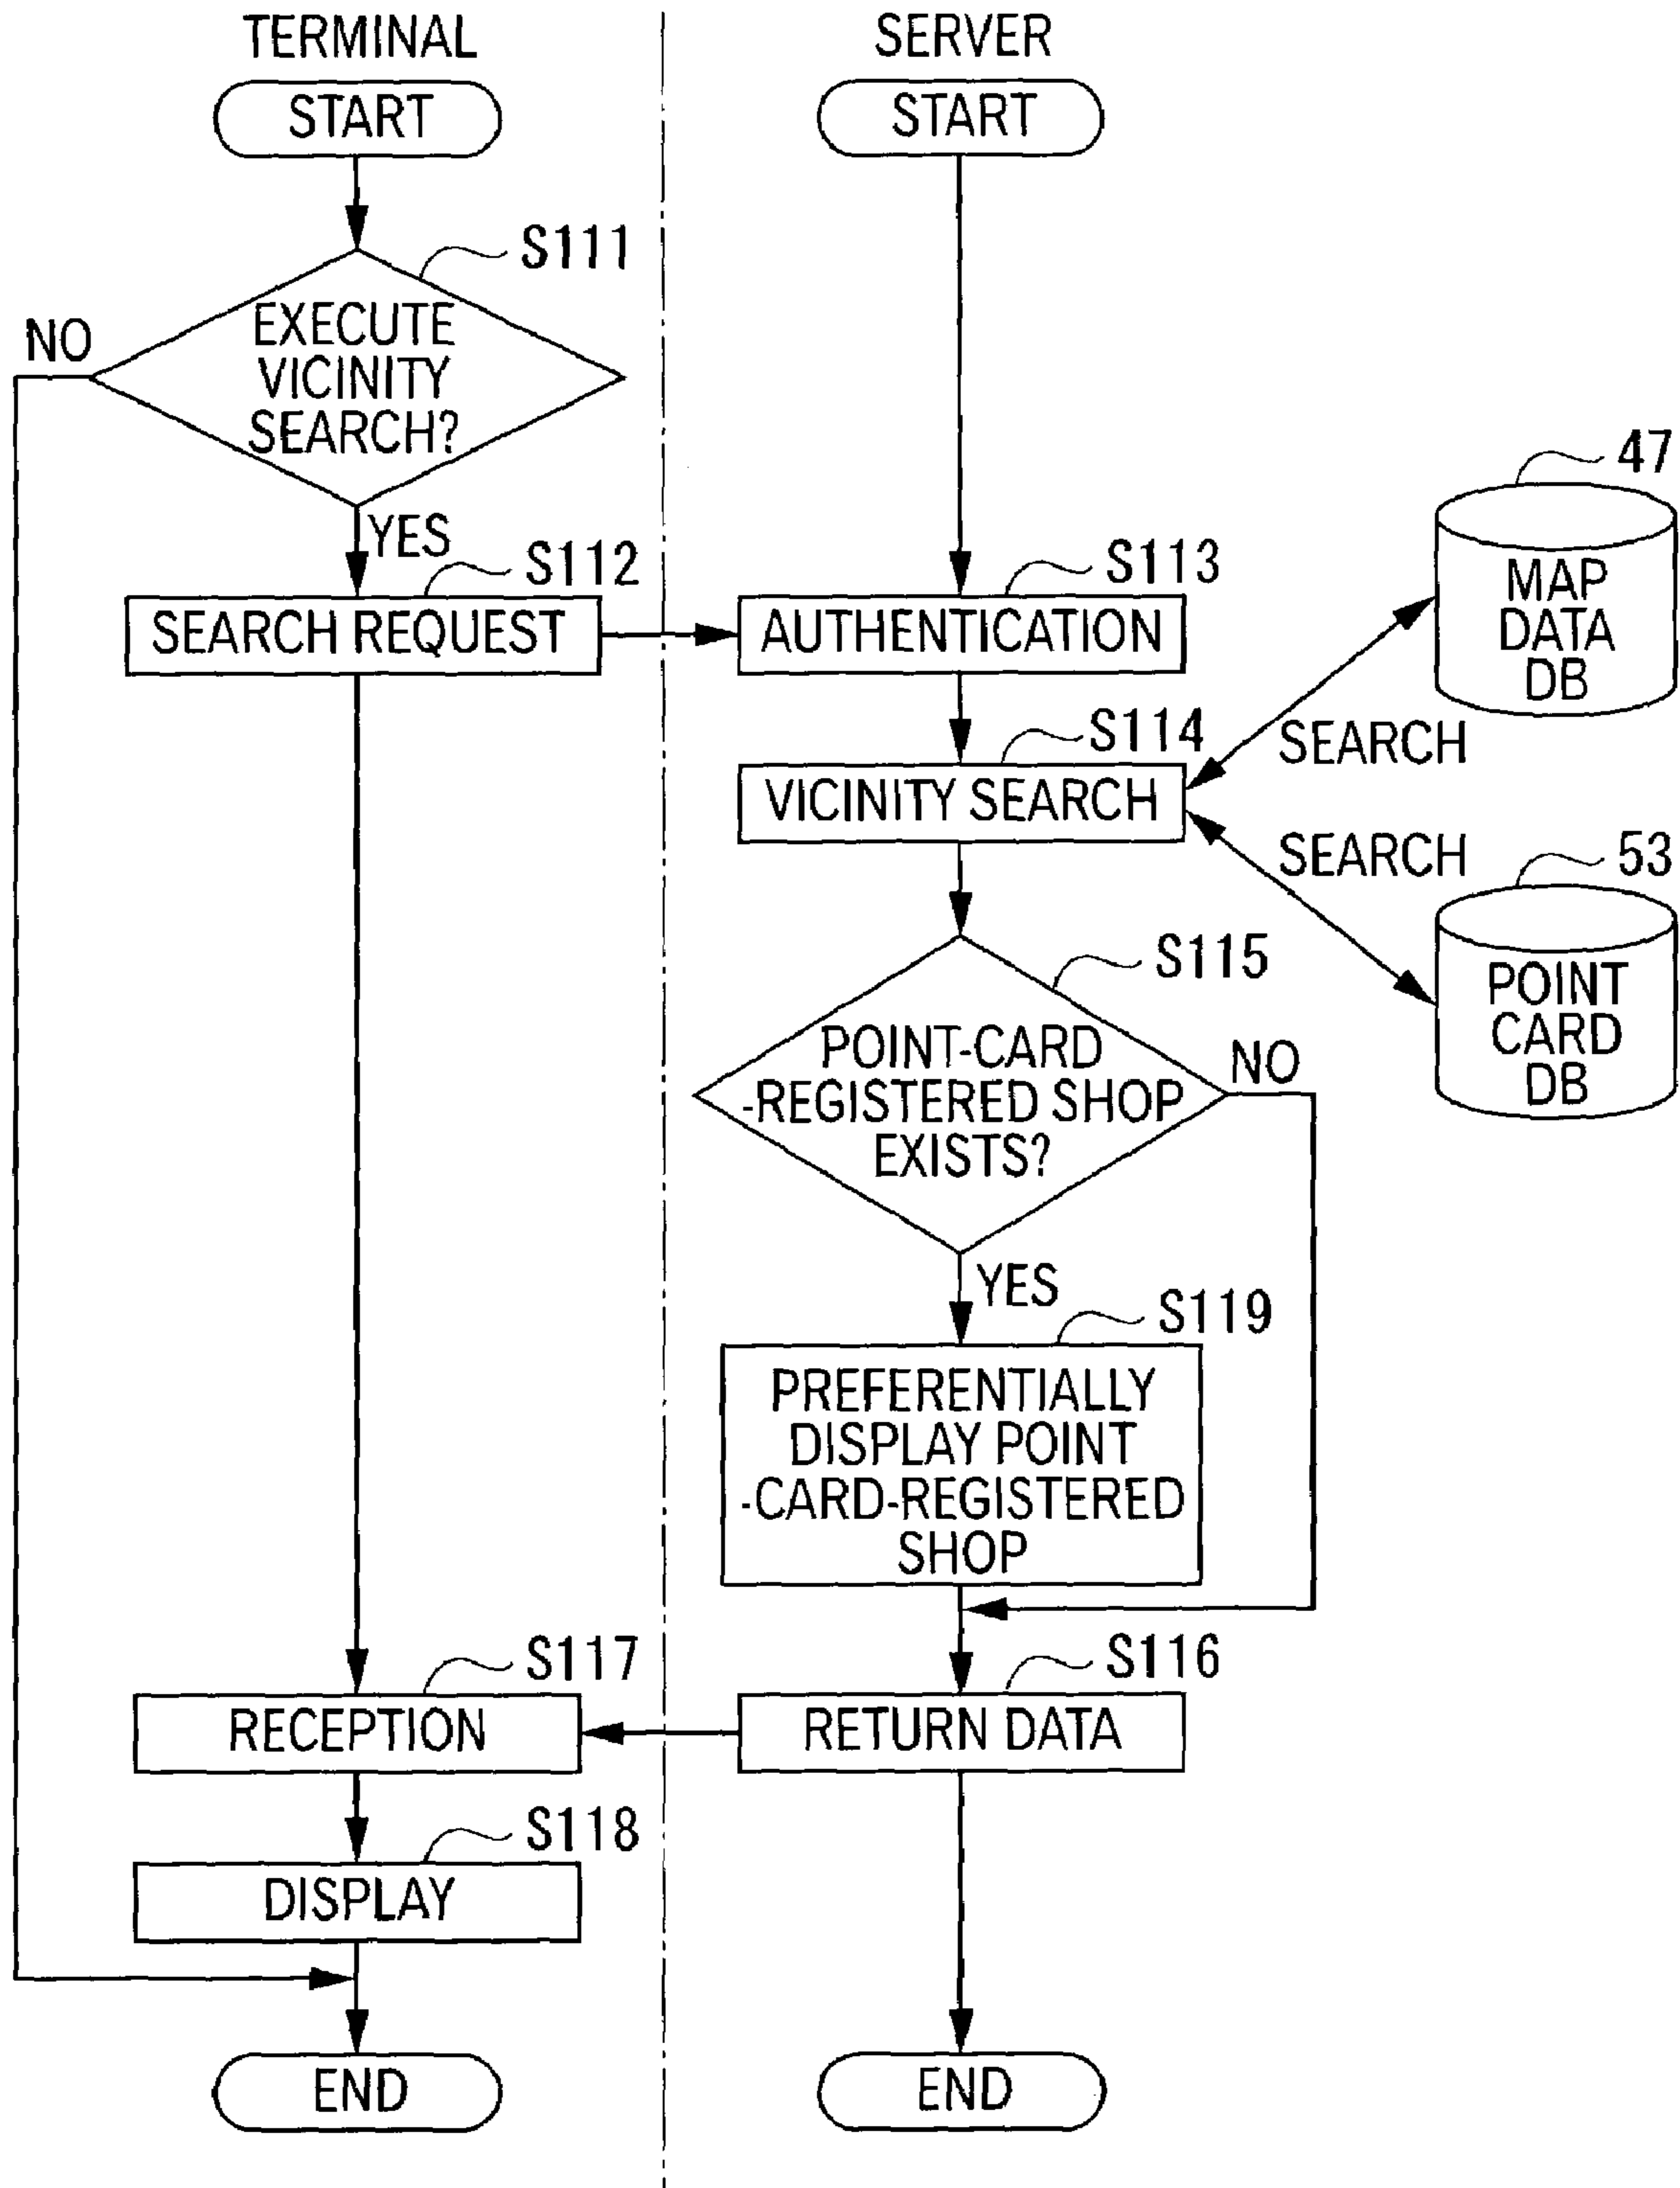 TERMINAL
SERVER
START
START
S111
EXECUTE
VICINITY
SEARCH?
NO
YES
S112
SEARCH REQUEST
S113
AUTHENTICATION
47
MAP
DATA
DB
S114
VICINITY SEARCH
SEARCH
SEARCH
53
POINT
CARD
DB
S115
POINT-CARD
-REGISTERED SHOP
EXISTS?
NO
YES
S119
PREFERENTIALLY
DISPLAY POINT
-CARD-REGISTERED
SHOP
S117
RECEPTION
S116
RETURN DATA
S118
DISPLAY
END
END